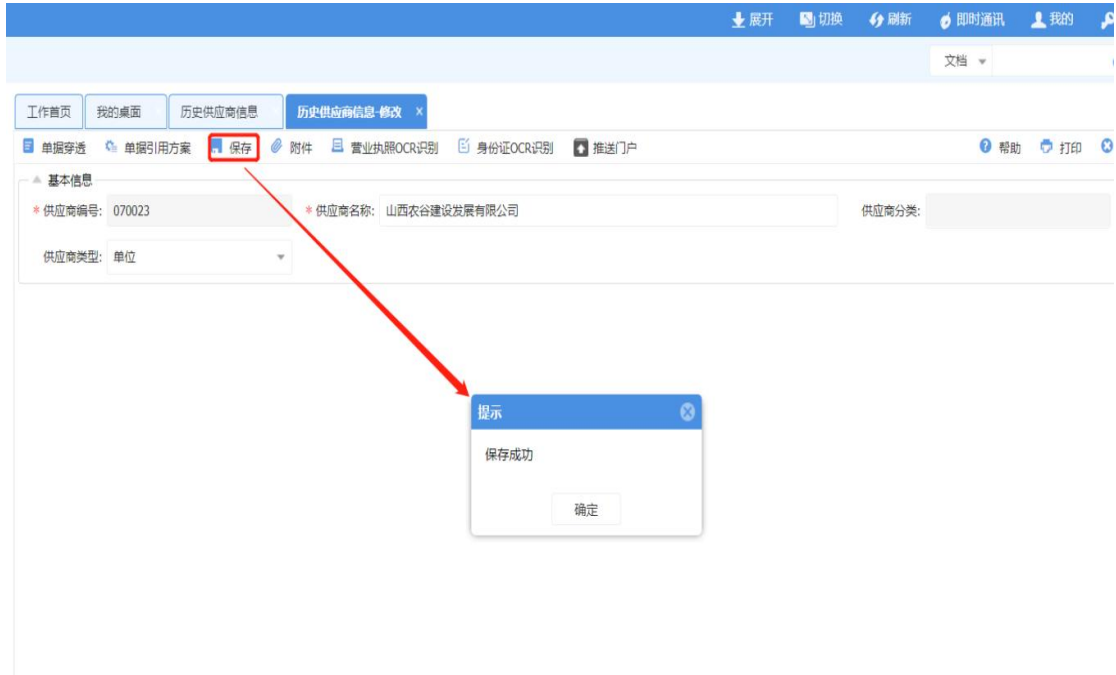 展开 切换 刷新 即时通讯 我的
文档
工作首页 我的桌面 历史供应商信息 历史供应商信息-修改 x
单据穿透 单据引用方案 保存 附件 营业执照OCR识别 身份证OCR识别 推送门户 帮助 打印
基本信息
* 供应商编号: 070023 * 供应商名称: 山西农谷建设发展有限公司 供应商分类:
供应商类型: 单位
提示
保存成功
确定